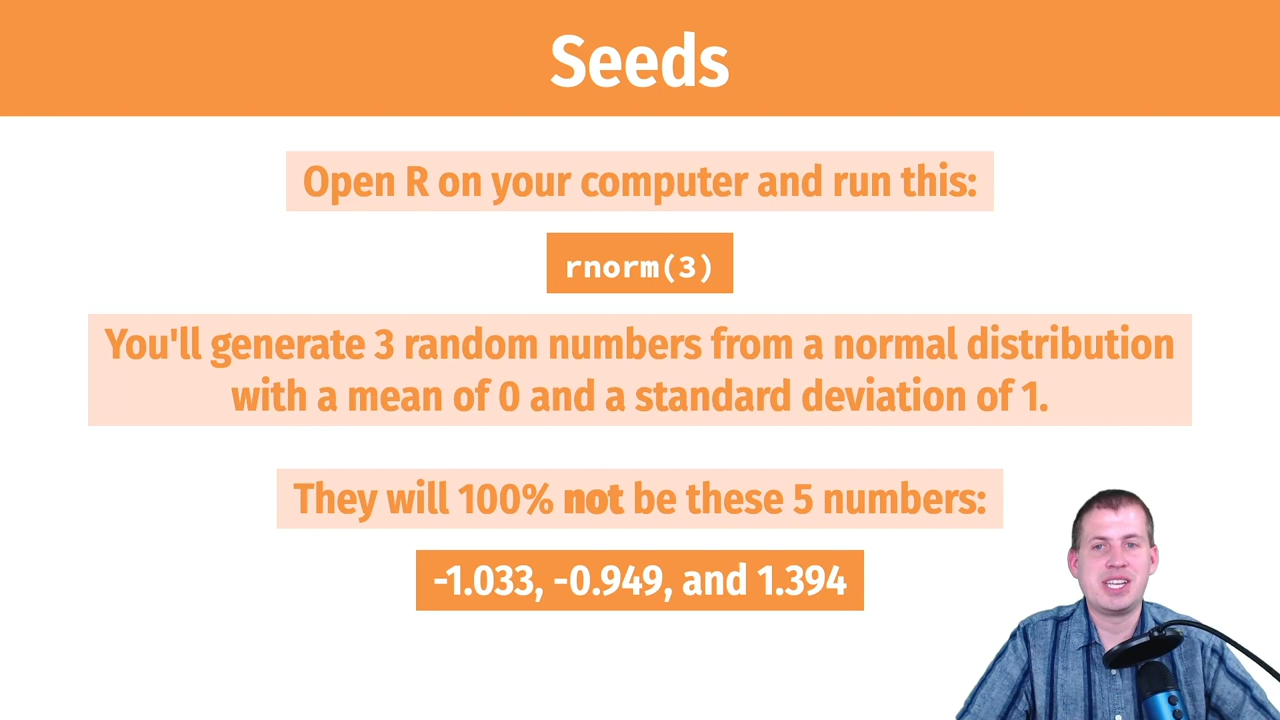 Seeds
Open R on your computer and run this:
rnorm(3)
You'll generate 3 random numbers from a normal distribution
with a mean of 0 and a standard deviation of 1.
They will 100% not be these 5 numbers:
-1.033, -0.949, and 1.394